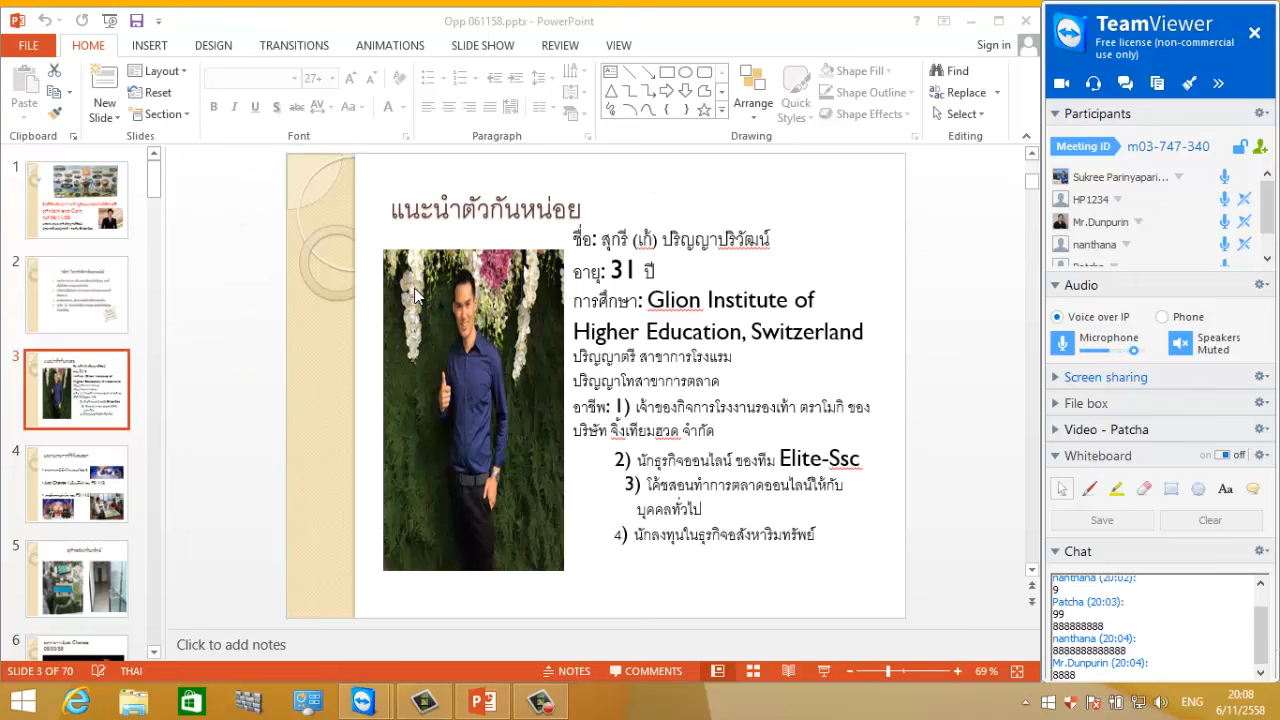 Opp 061158.pptx - PowerPoint
FILE HOME INSERT DESIGN TRANSITIONS ANIMATIONS SLIDE SHOW REVIEW VIEW Sign in
Paste
New Slide
Layout
Reset
Section
27+
Arrange
Quick Styles
Shape Fill
Shape Outline
Shape Effects
Find
Replace
Select
Clipboard Slides Font Paragraph Drawing Editing
1
2
3
4
5
6
แนะนำตัวกันหน่อย
ชื่อ: สุกรี (เก้) ปริญญาปริวัฒน์
อายุ: 31 ปี
การศึกษา: Glion Institute of
Higher Education, Switzerland
ปริญญาตรี สาขาการโรงแรม
ปริญญาโทสาขาการตลาด
อาชีพ: 1) เจ้าของกิจการโรงงานรองเท้า ตราโมกิ ของ
บริษัท จิ้งเทียมฮวด จำกัด
2) นักธุรกิจออนไลน์ ของทีม Elite-Ssc
3) โค้ชสอนทำการตลาดออนไลน์ให้กับ
บุคคลทั่วไป
4) นักลงทุนในธุรกิจอสังหาริมทรัพย์
Click to add notes
SLIDE 3 OF 70 THAI NOTES COMMENTS 69 %
TeamViewer
Free license (non-commercial
use only)
Participants
Meeting ID m03-747-340
Sukree Parinyapari...
HP1234
Mr.Dunpurin
nanthana
Patcha
Audio
Voice over IP Phone
Microphone
Speakers
Muted
Screen sharing
File box
Video - Patcha
Whiteboard on off
Aa
Save Clear
Chat
nanthana (20:02):
9
Patcha (20:03):
99
888888888
nanthana (20:04):
8888888888888
Mr.Dunpurin (20:04):
8888
ENG
20:08
6/11/2558